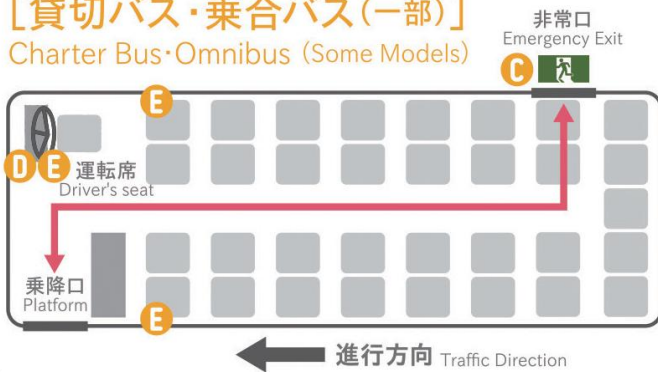 ［貸切バス・乗合バス（一部）］
Charter Bus・Omnibus (Some Models)
非常口
Emergency Exit
C
E
D E 運転席
Driver's seat
乗降口
Platform
E
進行方向 Traffic Direction